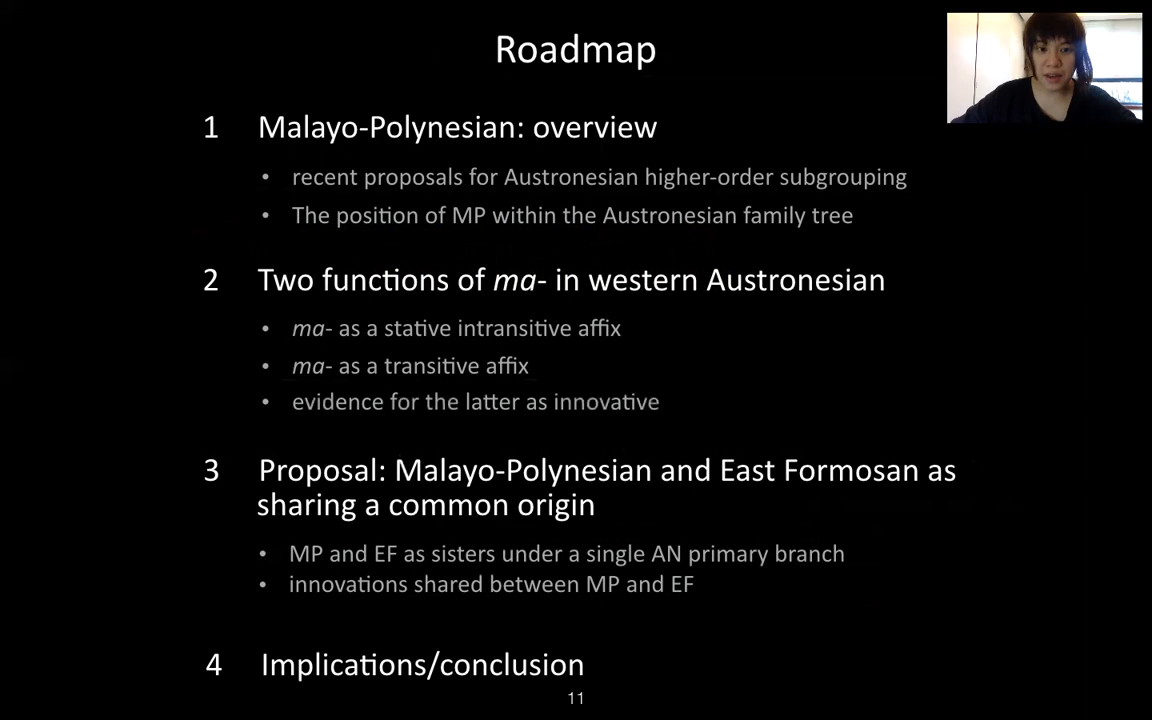 Roadmap
1 Malayo-Polynesian: overview
• recent proposals for Austronesian higher-order subgrouping
• The position of MP within the Austronesian family tree
2 Two functions of ma- in western Austronesian
• ma- as a stative intransitive affix
• ma- as a transitive affix
• evidence for the latter as innovative
3 Proposal: Malayo-Polynesian and East Formosan as
sharing a common origin
• MP and EF as sisters under a single AN primary branch
• innovations shared between MP and EF
4 Implications/conclusion
11